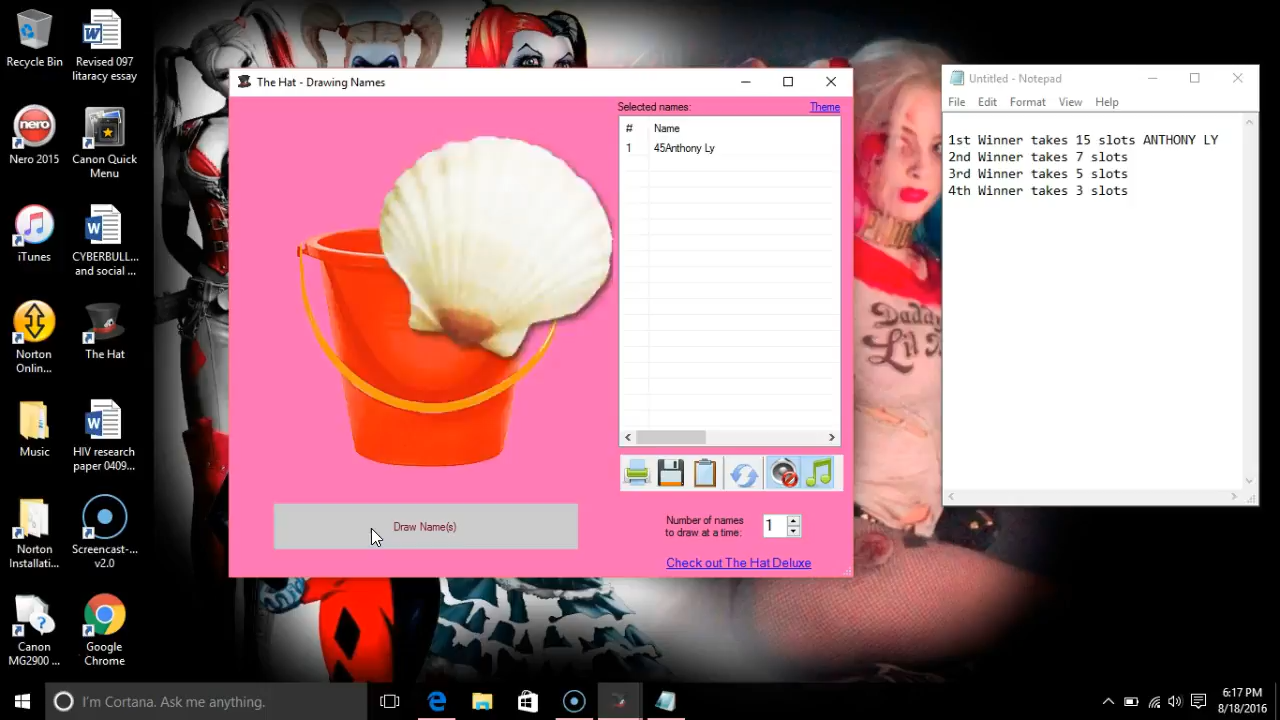 Recycle Bin
Revised 097
litaracy essay
Nero 2015
Canon Quick
Menu
iTunes
CYBERBULL...
and social ...
Norton
Onlin...
The Hat
Music
HIV research
paper 0409...
Norton
Installati...
Screencast-...
v2.0
Canon
MG2900 ...
Google
Chrome
nero
The Hat - Drawing Names
Selected names:
Theme
# Name
1 45Anthony Ly
Draw Name(s)
Number of names
to draw at a time:
1
Check out The Hat Deluxe
Untitled - Notepad
File Edit Format View Help
1st Winner takes 15 slots ANTHONY LY
2nd Winner takes 7 slots
3rd Winner takes 5 slots
4th Winner takes 3 slots
Daddy
Lil M
I'm Cortana. Ask me anything.
6:17 PM
8/18/2016